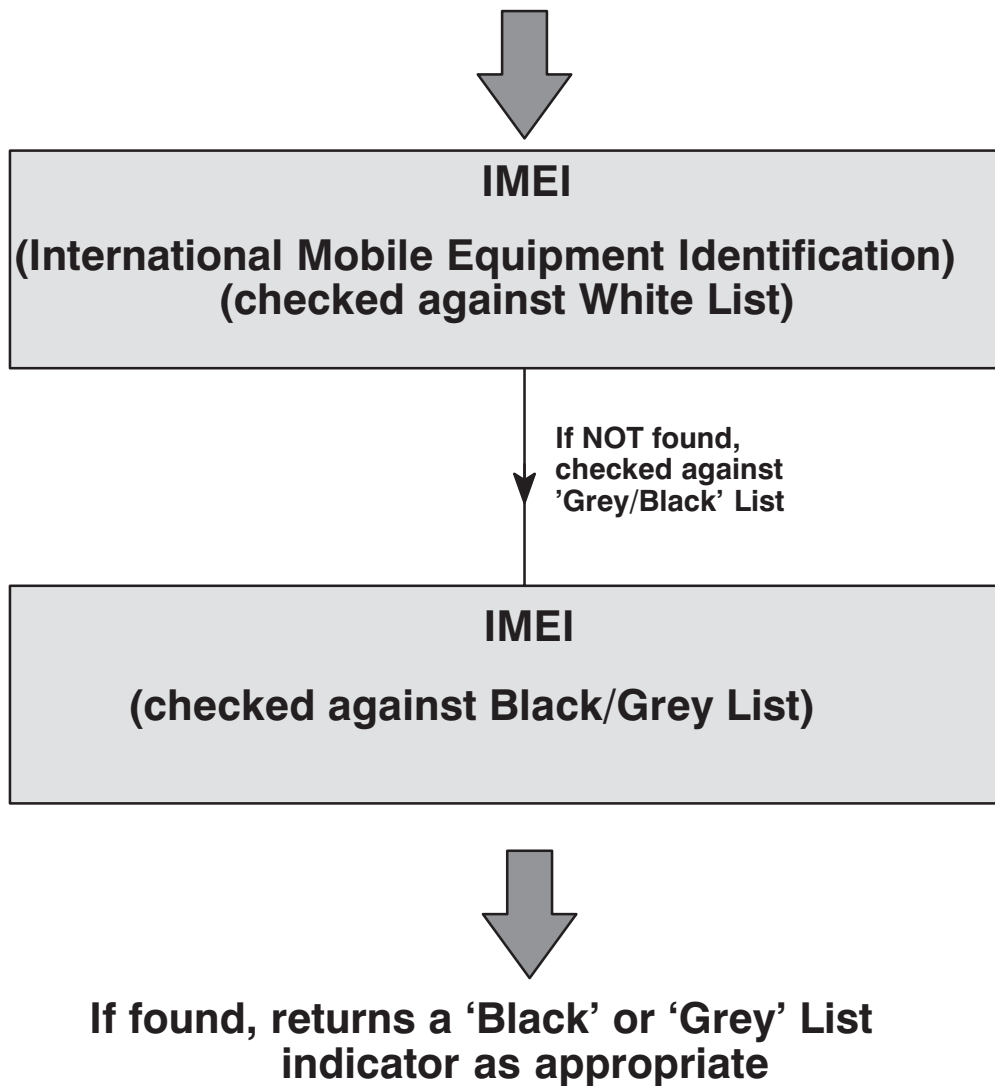 IMEI
(International Mobile Equipment Identification)
(checked against White List)
If NOT found,
checked against
’Grey/Black’ List
IMEI
(checked against Black/Grey List)
If found, returns a ‘Black’ or ‘Grey’ List
indicator as appropriate